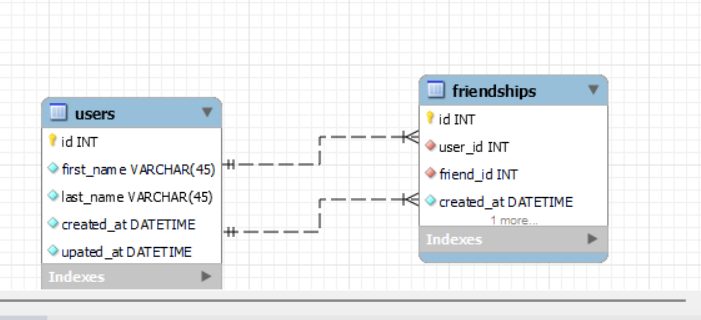 users
id INT
first_name VARCHAR(45)
last_name VARCHAR(45)
created_at DATETIME
upated_at DATETIME
Indexes
friendships
id INT
user_id INT
friend_id INT
created_at DATETIME
1 more...
Indexes